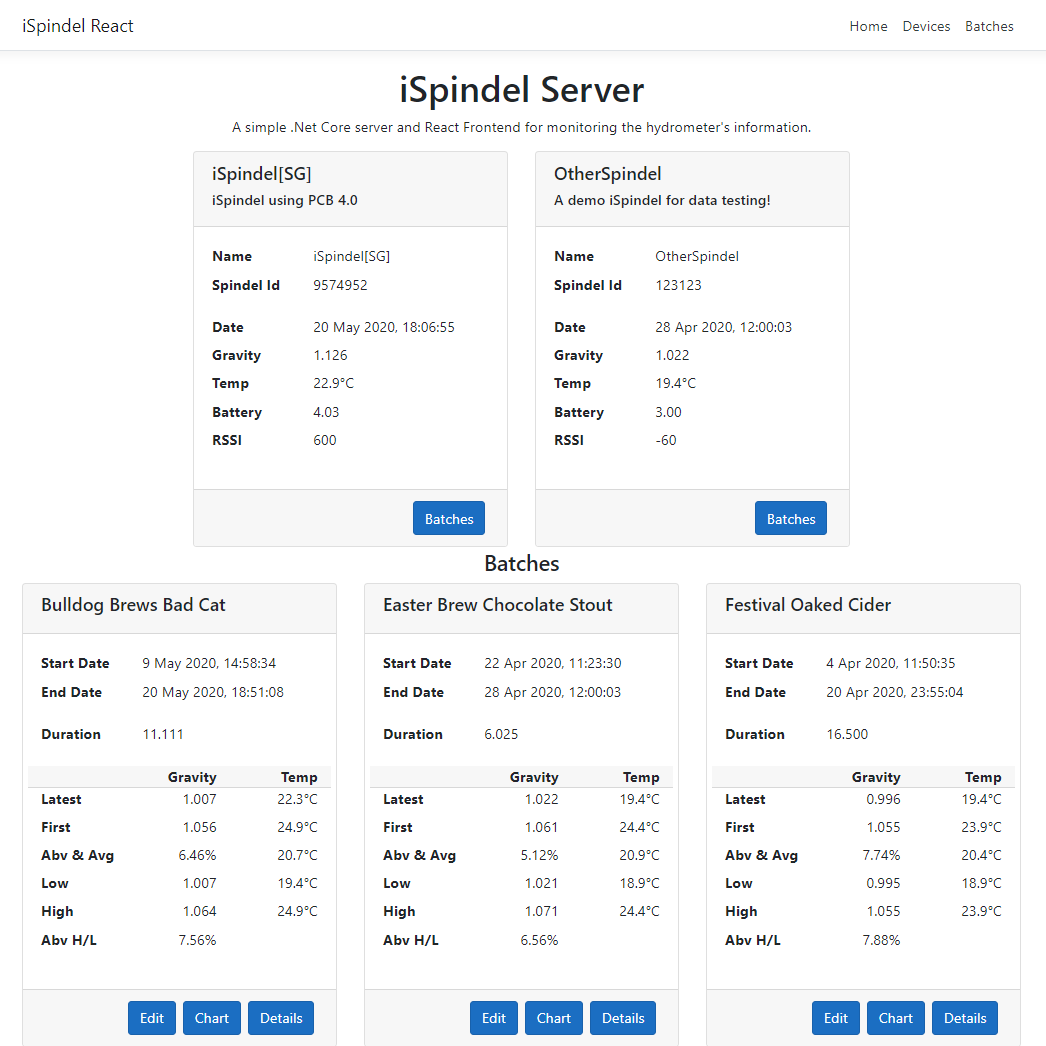 iSpindel React
Home Devices Batches
iSpindel Server
A simple .Net Core server and React Frontend for monitoring the hydrometer's information.
iSpindel[SG]
iSpindel using PCB 4.0
Name iSpindel[SG]
Spindel Id 9574952
Date 20 May 2020, 18:06:55
Gravity 1.126
Temp 22.9°C
Battery 4.03
RSSI 600
Batches
OtherSpindel
A demo iSpindel for data testing!
Name OtherSpindel
Spindel Id 123123
Date 28 Apr 2020, 12:00:03
Gravity 1.022
Temp 19.4°C
Battery 3.00
RSSI -60
Batches
Batches
Bulldog Brews Bad Cat
Start Date 9 May 2020, 14:58:34
End Date 20 May 2020, 18:51:08
Duration 11.111
Gravity Temp
Latest 1.007 22.3°C
First 1.056 24.9°C
Abv & Avg 6.46% 20.7°C
Low 1.007 19.4°C
High 1.064 24.9°C
Abv H/L 7.56%
Edit Chart Details
Easter Brew Chocolate Stout
Start Date 22 Apr 2020, 11:23:30
End Date 28 Apr 2020, 12:00:03
Duration 6.025
Gravity Temp
Latest 1.022 19.4°C
First 1.061 24.4°C
Abv & Avg 5.12% 20.9°C
Low 1.021 18.9°C
High 1.071 24.4°C
Abv H/L 6.56%
Edit Chart Details
Festival Oaked Cider
Start Date 4 Apr 2020, 11:50:35
End Date 20 Apr 2020, 23:55:04
Duration 16.500
Gravity Temp
Latest 0.996 19.4°C
First 1.055 23.9°C
Abv & Avg 7.74% 20.4°C
Low 0.995 18.9°C
High 1.055 23.9°C
Abv H/L 7.88%
Edit Chart Details